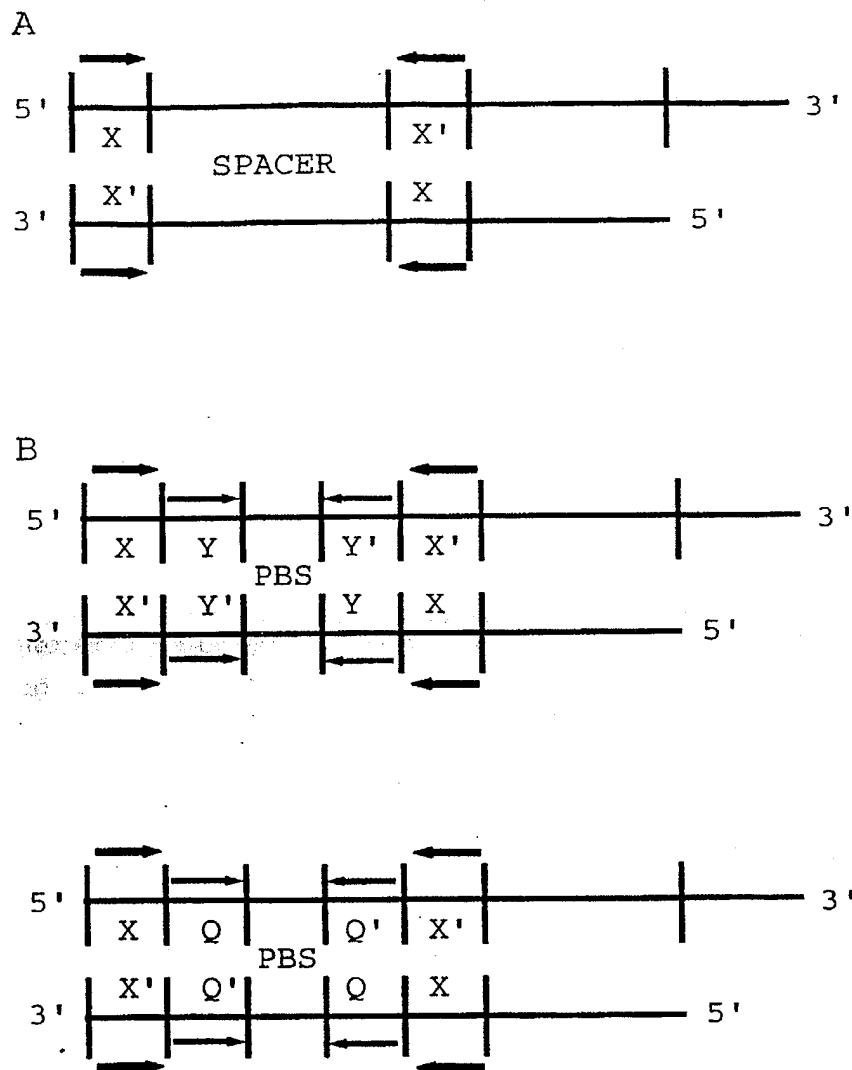 A
5' 3'
X X'
SPACER
X' X
3' 5'
B
5' 3'
X Y Y' X'
PBS
X' Y' Y X
3' 5'
5' 3'
X Q Q' X'
PBS
X' Q' Q X
3' 5'